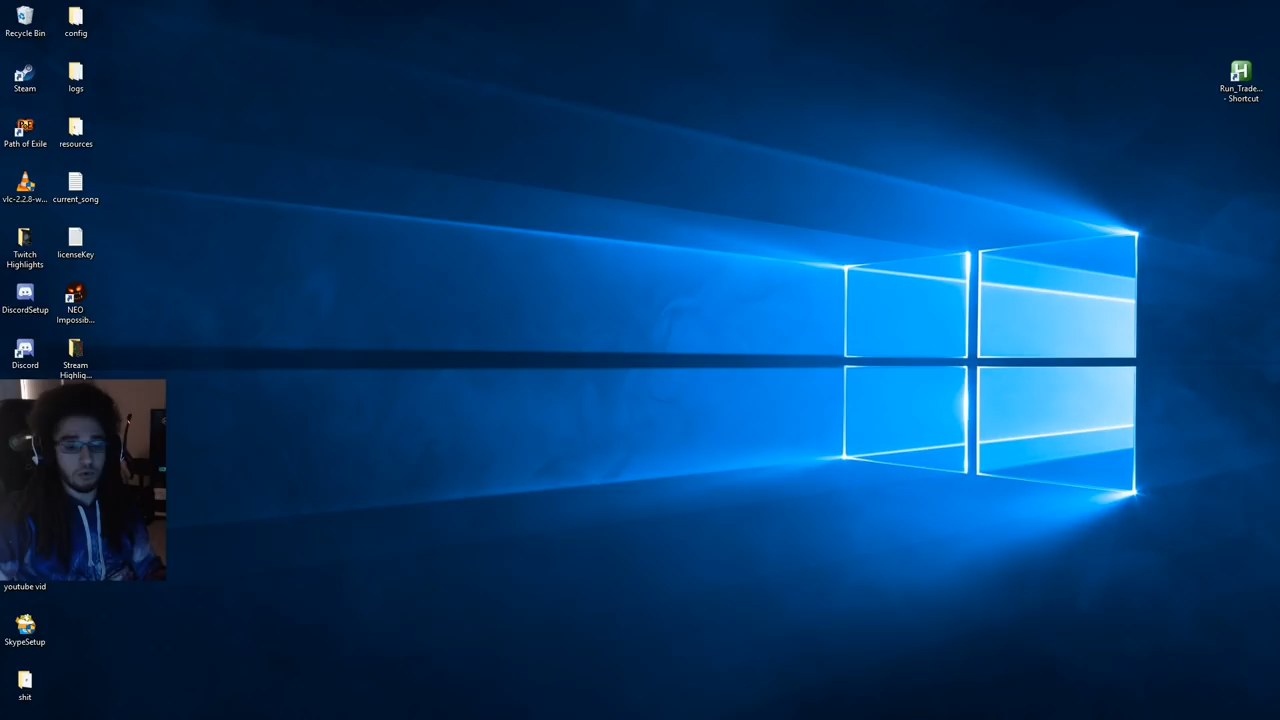 Recycle Bin
config
Steam
logs
Path of Exile
resources
vlc-2.2.8-w...
current_song
Twitch
Highlights
licenseKey
DiscordSetup
NEO
Impossib...
Discord
Stream
Highlig...
youtube vid
SkypeSetup
shit
Run_Trade...
- Shortcut